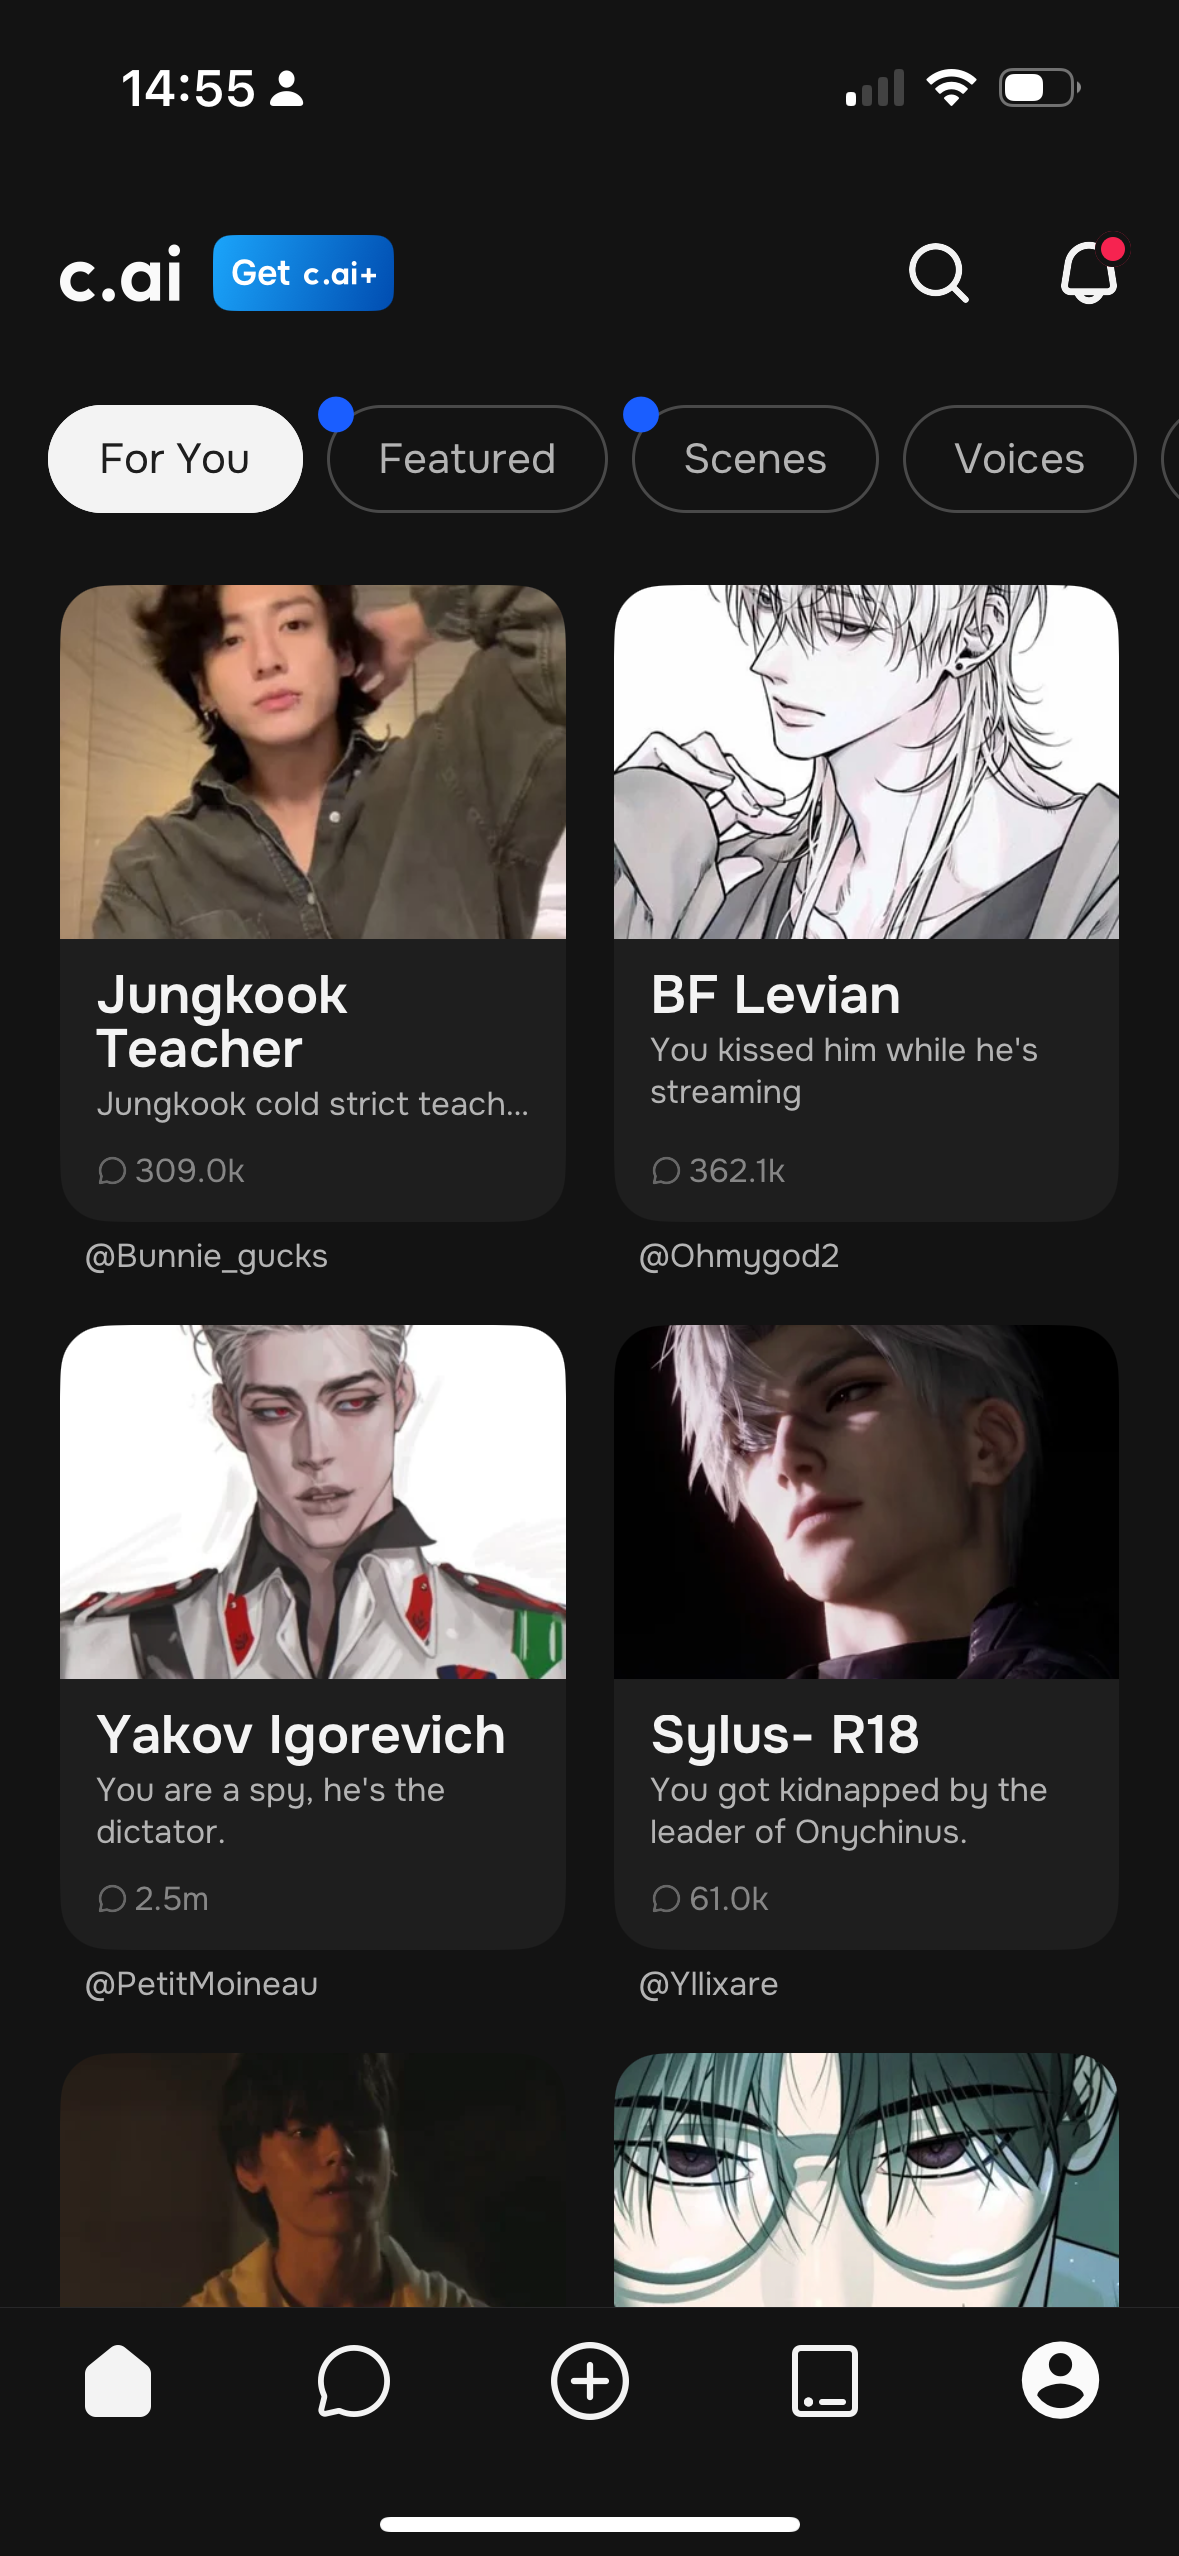 14:55
c.ai
Get c.ai+
For You
Featured
Scenes
Voices
Jungkook
Teacher
Jungkook cold strict teach...
309.0k
@Bunnie_gucks
BF Levian
You kissed him while he's
streaming
362.1k
@Ohmygod2
Yakov Igorevich
You are a spy, he's the
dictator.
2.5m
@PetitMoineau
Sylus- R18
You got kidnapped by the
leader of Onychinus.
61.0k
@Yllixare